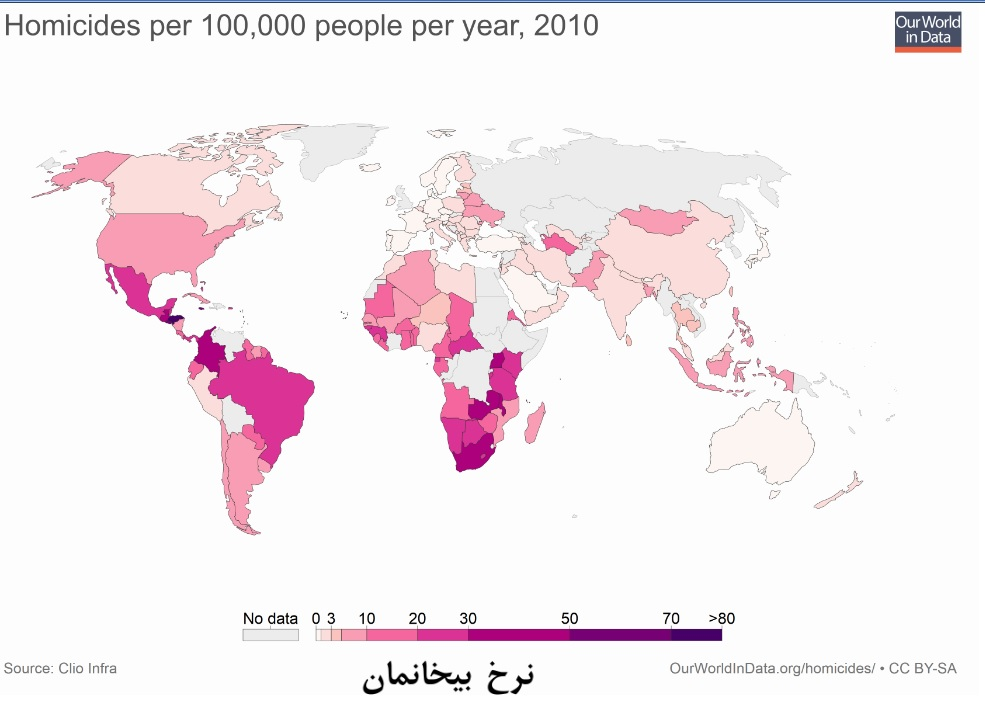 Homicides per 100,000 people per year, 2010
Our World
in Data
No data 0 3 10 20 30 50 70 >80
Source: Clio Infra
نرخ بیخانمان
OurWorldInData.org/homicides/ • CC BY-SA